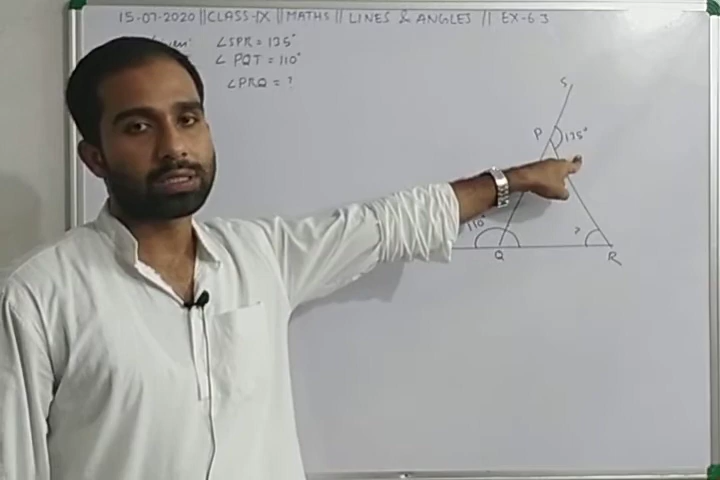 15-07-2020 || CLASS-IX || MATHS || LINES & ANGLES // EX-6.3
∠SPR = 135°
∠ PQT = 110°
∠PRQ = ?
S
P 135°
110° ?
Q R